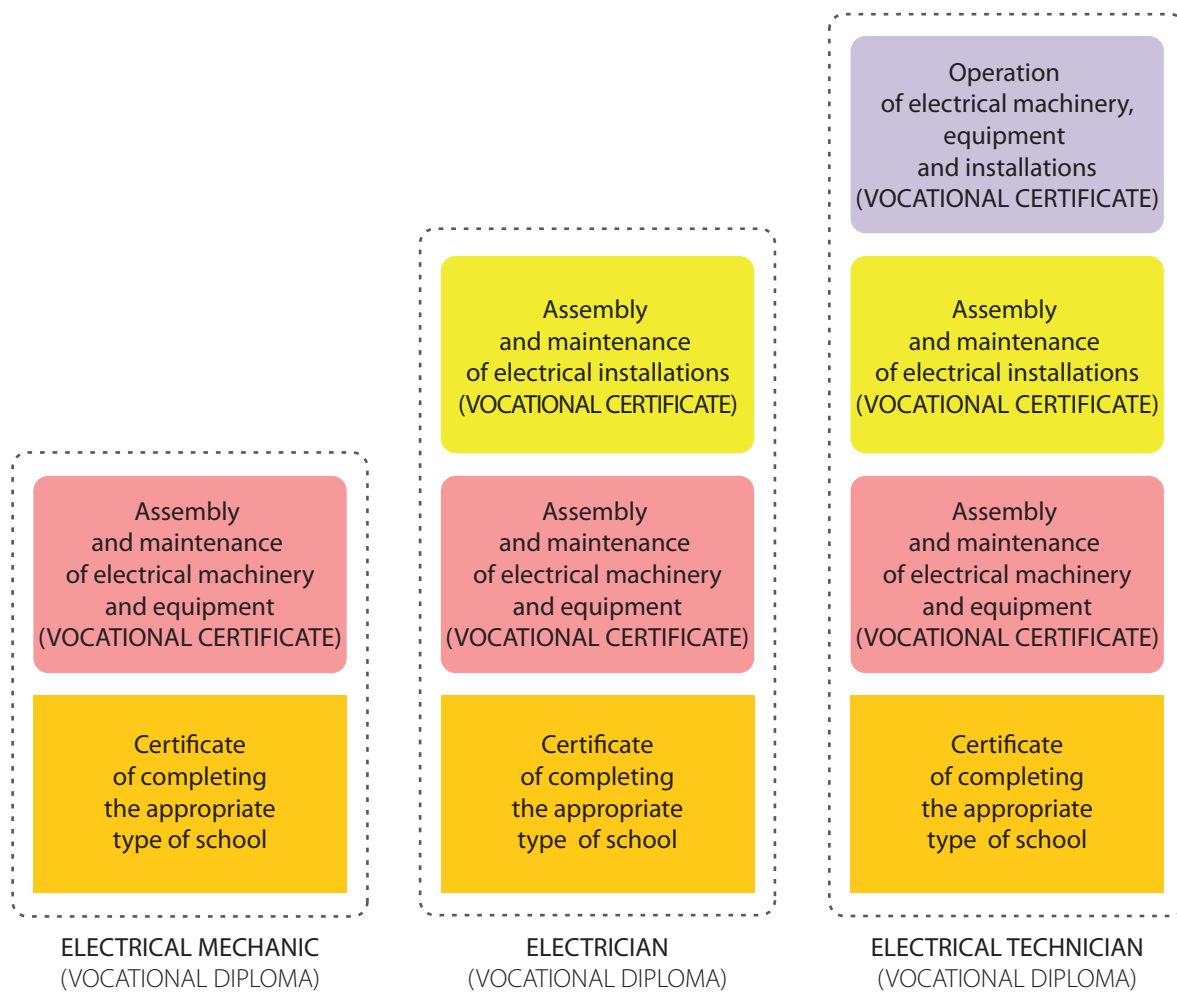 Operation
of electrical machinery,
equipment
and installations
(VOCATIONAL CERTIFICATE)
Assembly
and maintenance
of electrical installations
(VOCATIONAL CERTIFICATE)
Assembly
and maintenance
of electrical installations
(VOCATIONAL CERTIFICATE)
Assembly
and maintenance
of electrical machinery
and equipment
(VOCATIONAL CERTIFICATE)
Assembly
and maintenance
of electrical machinery
and equipment
(VOCATIONAL CERTIFICATE)
Assembly
and maintenance
of electrical machinery
and equipment
(VOCATIONAL CERTIFICATE)
Certificate
of completing
the appropriate
type of school
Certificate
of completing
the appropriate
type of school
Certificate
of completing
the appropriate
type of school
ELECTRICAL MECHANIC
(VOCATIONAL DIPLOMA)
ELECTRICIAN
(VOCATIONAL DIPLOMA)
ELECTRICAL TECHNICIAN
(VOCATIONAL DIPLOMA)